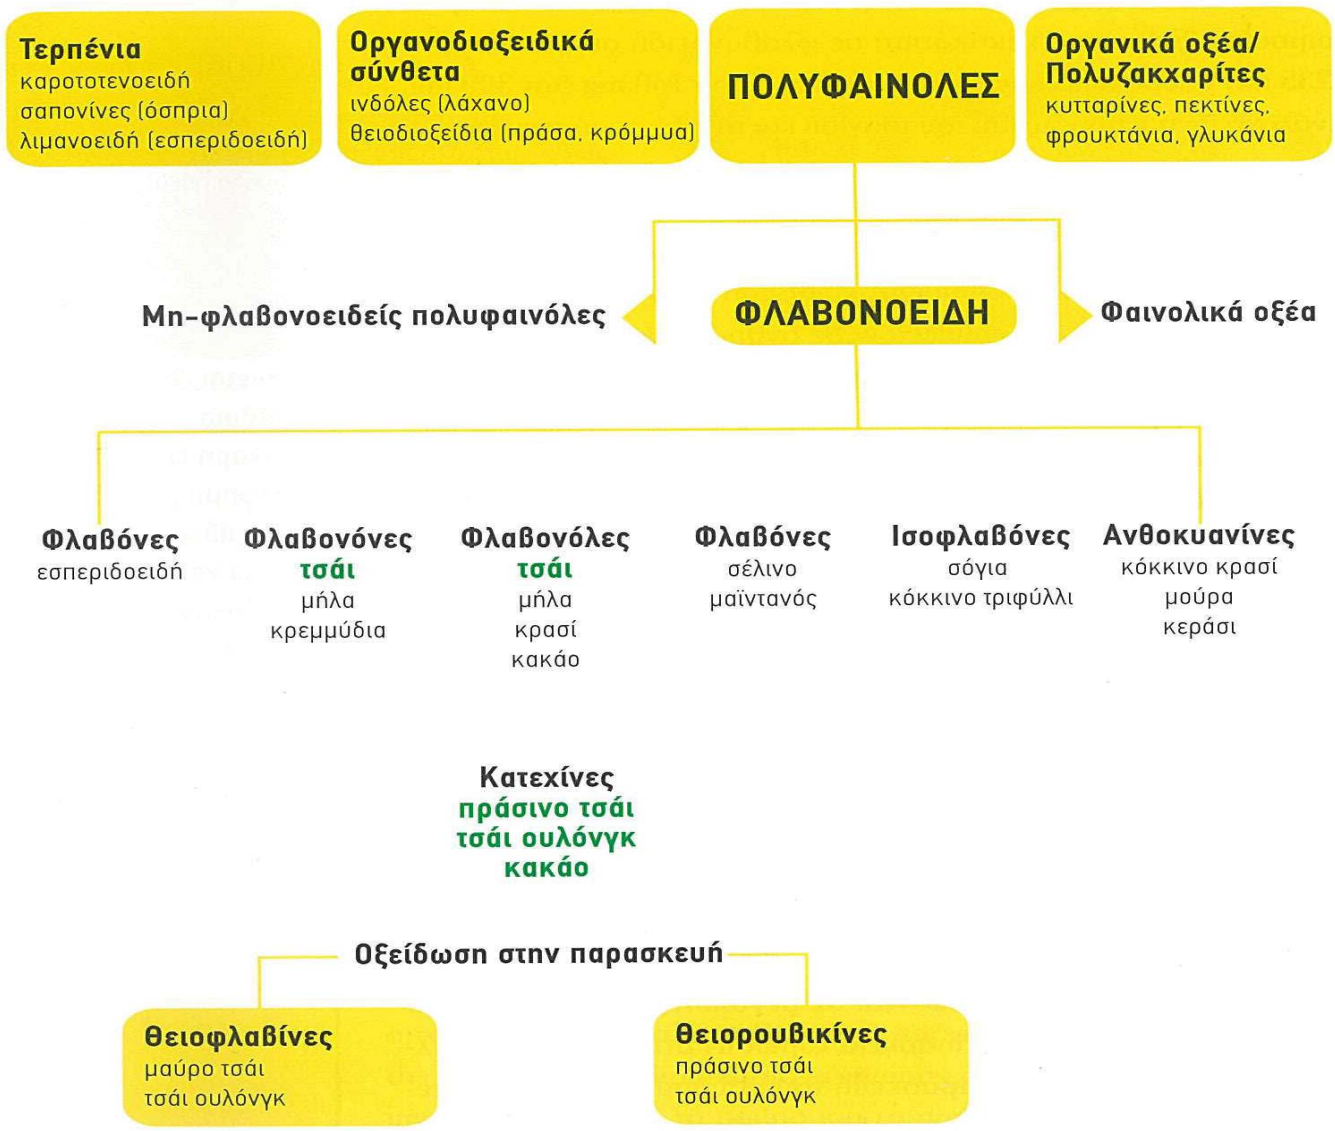 Τερπένια
καροτοτενοειδή
σαπονίνες (όσπρια)
λιμανοειδή (εσπεριδοειδή)
Οργανοδιοξειδικά
σύνθετα
ινδόλες (λάχανο)
θειοδιοξείδια (πράσα, κρόμμυα)
ΠΟΛΥΦΑΙΝΟΛΕΣ
Οργανικά οξέα/
Πολυζακχαρίτες
κυτταρίνες, πεκτίνες,
φρουκτάνια, γλυκάνια
Μη-φλαβονοειδείς πολυφαινόλες
ΦΛΑΒΟΝΟΕΙΔΗ
Φαινολικά οξέα
Φλαβόνες
εσπεριδοειδή
Φλαβονόνες
τσάι
μήλα
κρεμμύδια
Φλαβονόλες
τσάι
μήλα
κρασί
κακάο
Φλαβόνες
σέλινο
μαϊντανός
Ισοφλαβόνες
σόγια
κόκκινο τριφύλλι
Ανθοκυανίνες
κόκκινο κρασί
μούρα
κεράσι
Κατεχίνες
πράσινο τσάι
τσάι ουλόνγκ
κακάο
Οξείδωση στην παρασκευή
Θειοφλαβίνες
μαύρο τσάι
τσάι ουλόνγκ
Θειορουβικίνες
πράσινο τσάι
τσάι ουλόνγκ